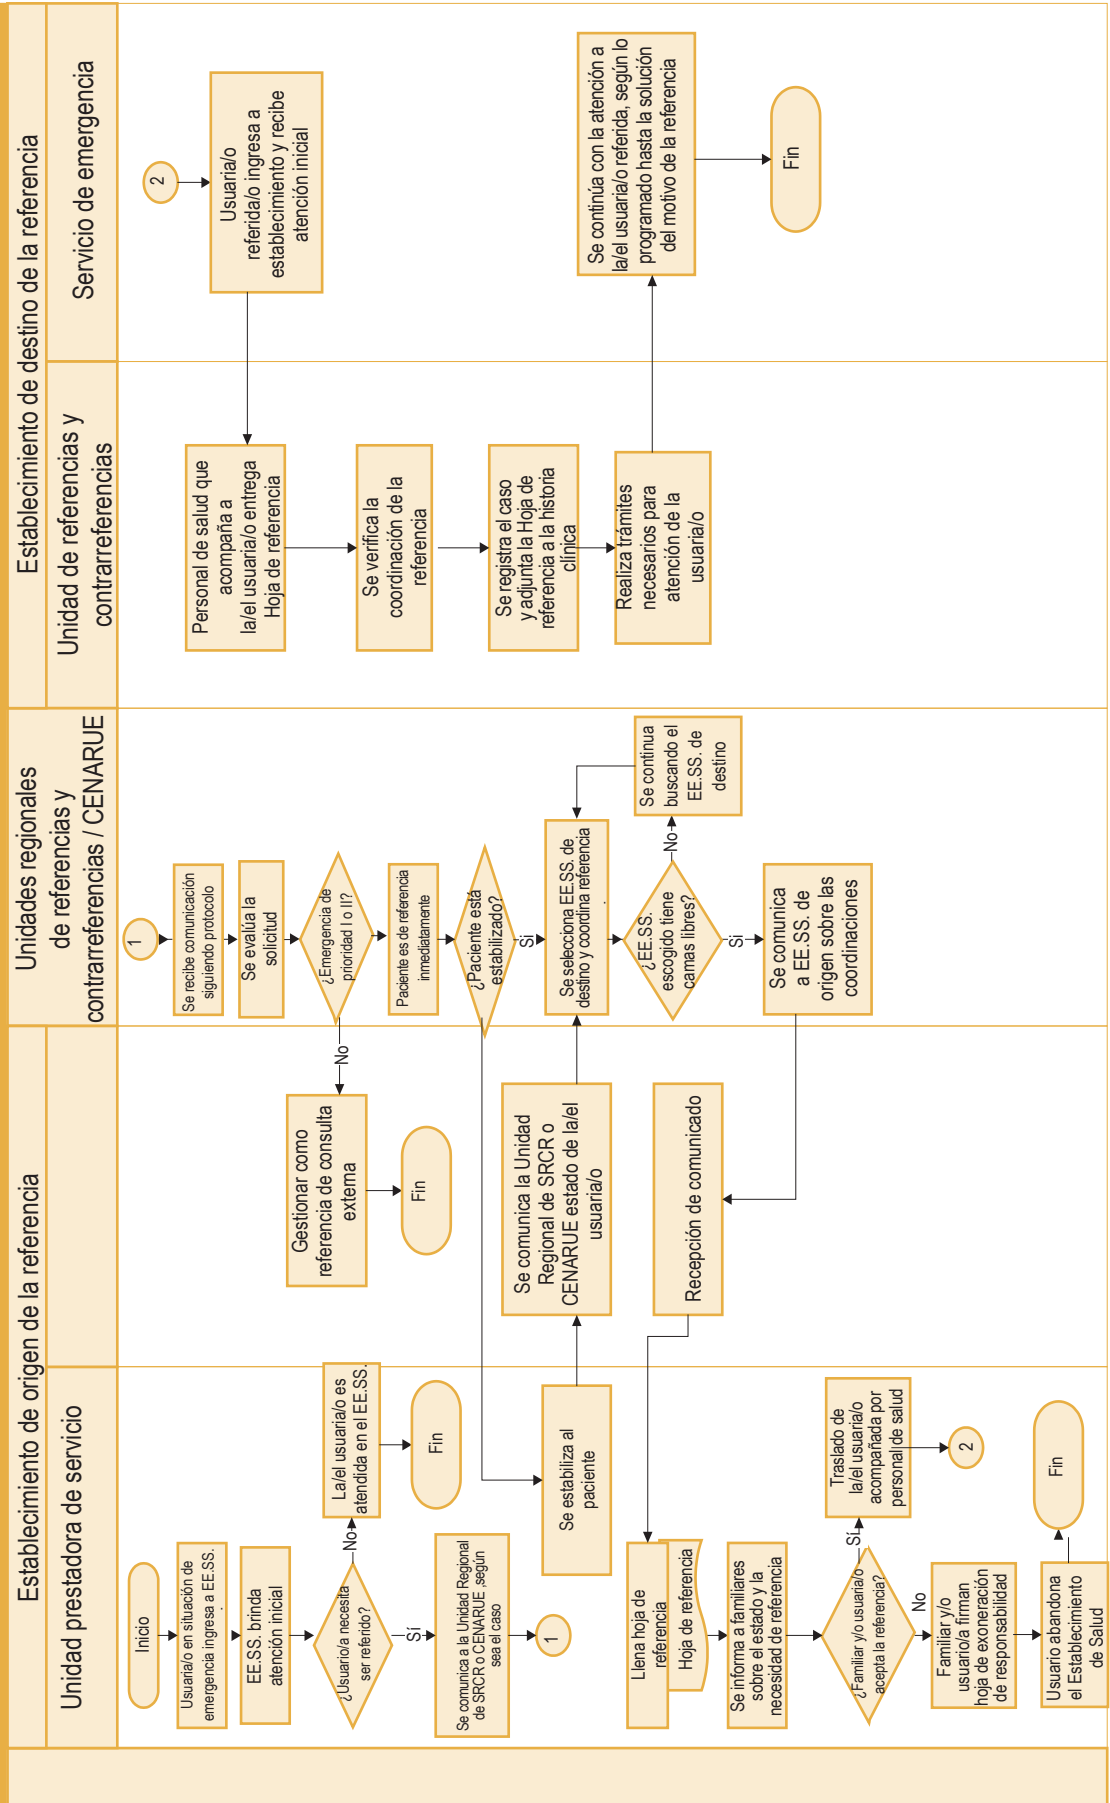 Establecimiento de origen de la referencia
Unidad prestadora de servicio
Inicio
Usuaria/o en situación de
emergencia ingresa a EE.SS.
EE.SS. brinda
atención inicial
¿Usuario/a necesita
ser referido?
No
La/el usuaria/o es
atendida en el EE.SS.
Fin
Sí
Se comunica a la Unidad Regional
de SRCR o CENARUE ,según
sea el caso
1
Se estabiliza al
paciente
Llena hoja de
referencia
Hoja de referencia
Se informa a familiares
sobre el estado y la
necesidad de referencia
¿Familiar y/o usuaria/o
acepta la referencia?
Sí
Traslado de
la/el usuaria/o
acompañada por
personal de salud
2
No
Familiar y/o
usuario/a firman
hoja de exoneración
de responsabilidad
Usuario abandona
el Establecimiento
de Salud
Fin
Gestionar como
referencia de consulta
externa
Fin
Se comunica la Unidad
Regional de SRCR o
CENARUE estado de la/el
usuaria/o
Recepción de comunicado
Unidades regionales
de referencias y
contrarreferencias / CENARUE
1
Se recibe comunicación
siguiendo protocolo
Se evalúa la
solicitud
¿Emergencia de
prioridad I o II?
No
Paciente es de referencia
inmediatamente
¿Paciente está
estabilizado?
Si
Se selecciona EE.SS. de
destino y coordina referencia
¿EE.SS.
escogido tiene
camas libres?
No
Se continua
buscando el
EE.SS. de
destino
Si
Se comunica
a EE.SS. de
origen sobre las
coordinaciones
Establecimiento de destino de la referencia
Unidad de referencias y
contrarreferencias
Personal de salud que
acompaña a
la/el usuaria/o entrega
Hoja de referencia
Se verifica la
coordinación de la
referencia
Se registra el caso
y adjunta la Hoja de
referencia a la historia
clínica
Realiza trámites
necesarios para
atención de la
usuaria/o
Servicio de emergencia
2
Usuaria/o
referida/o ingresa a
establecimiento y recibe
atención inicial
Se continúa con la atención a
la/el usuaria/o referida, según lo
programado hasta la solución
del motivo de la referencia
Fin